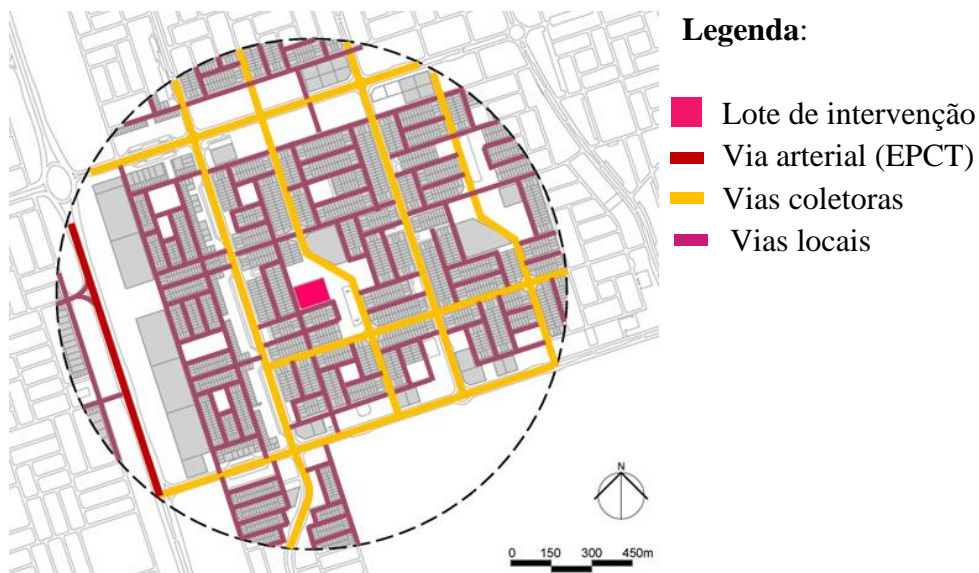 Legenda:
Lote de intervenção
Via arterial (EPCT)
Vias coletoras
Vias locais
N
0 150 300 450m